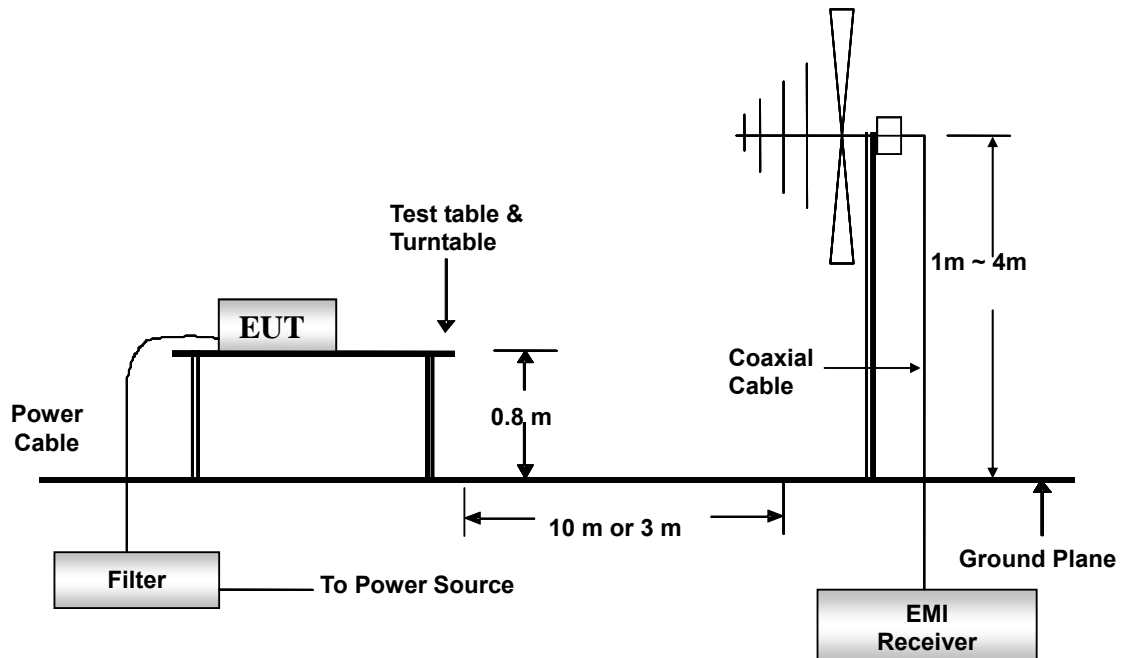 Test table &
Turntable
1m ~ 4m
EUT
Coaxial
Cable
0.8 m
Power
Cable
10 m or 3 m
Ground Plane
Filter
To Power Source
EMI
Receiver